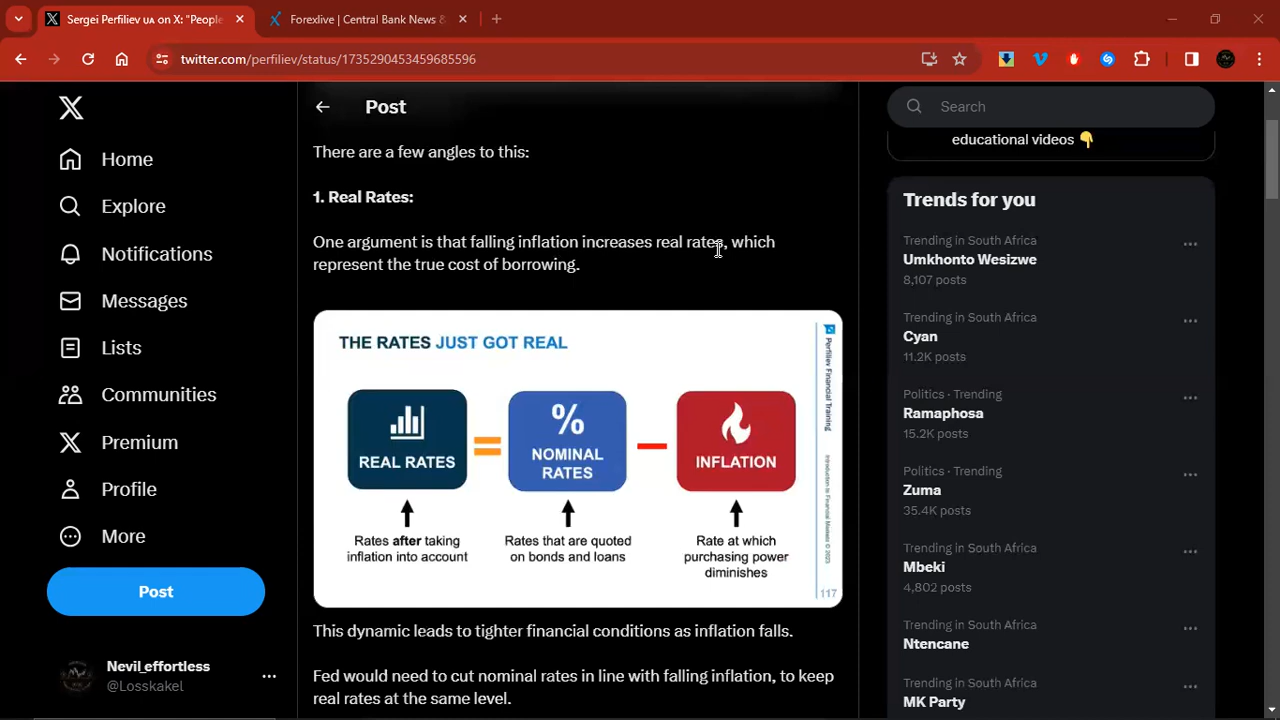 Sergei Perfiliev UA on X: "People
Forexlive | Central Bank News &
twitter.com/perfiliev/status/1735290453459685596
Home
Explore
Notifications
Messages
Lists
Communities
Premium
Profile
More
Post
Nevil_effortless
@Losskakel
Post
There are a few angles to this:
1. Real Rates:
One argument is that falling inflation increases real rates, which
represent the true cost of borrowing.
THE RATES JUST GOT REAL
REAL RATES
%
NOMINAL
RATES
INFLATION
Rates after taking
inflation into account
Rates that are quoted
on bonds and loans
Rate at which
purchasing power
diminishes
Perfiliev Financial Training
Introduction to Financial Markets © 2023
117
This dynamic leads to tighter financial conditions as inflation falls.
Fed would need to cut nominal rates in line with falling inflation, to keep
real rates at the same level.
Search
educational videos 👇
Trends for you
Trending in South Africa
Umkhonto Wesizwe
8,107 posts
Trending in South Africa
Cyan
11.2K posts
Politics · Trending
Ramaphosa
15.2K posts
Politics · Trending
Zuma
35.4K posts
Trending in South Africa
Mbeki
4,802 posts
Trending in South Africa
Ntencane
Trending in South Africa
MK Party